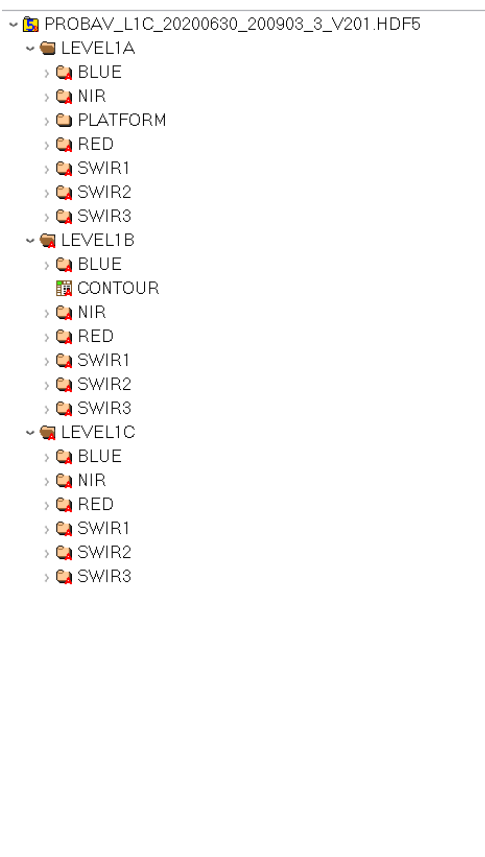 PROBAV_L1C_20200630_200903_3_V201.HDF5
LEVEL1A
BLUE
NIR
PLATFORM
RED
SWIR1
SWIR2
SWIR3
LEVEL1B
BLUE
CONTOUR
NIR
RED
SWIR1
SWIR2
SWIR3
LEVEL1C
BLUE
NIR
RED
SWIR1
SWIR2
SWIR3